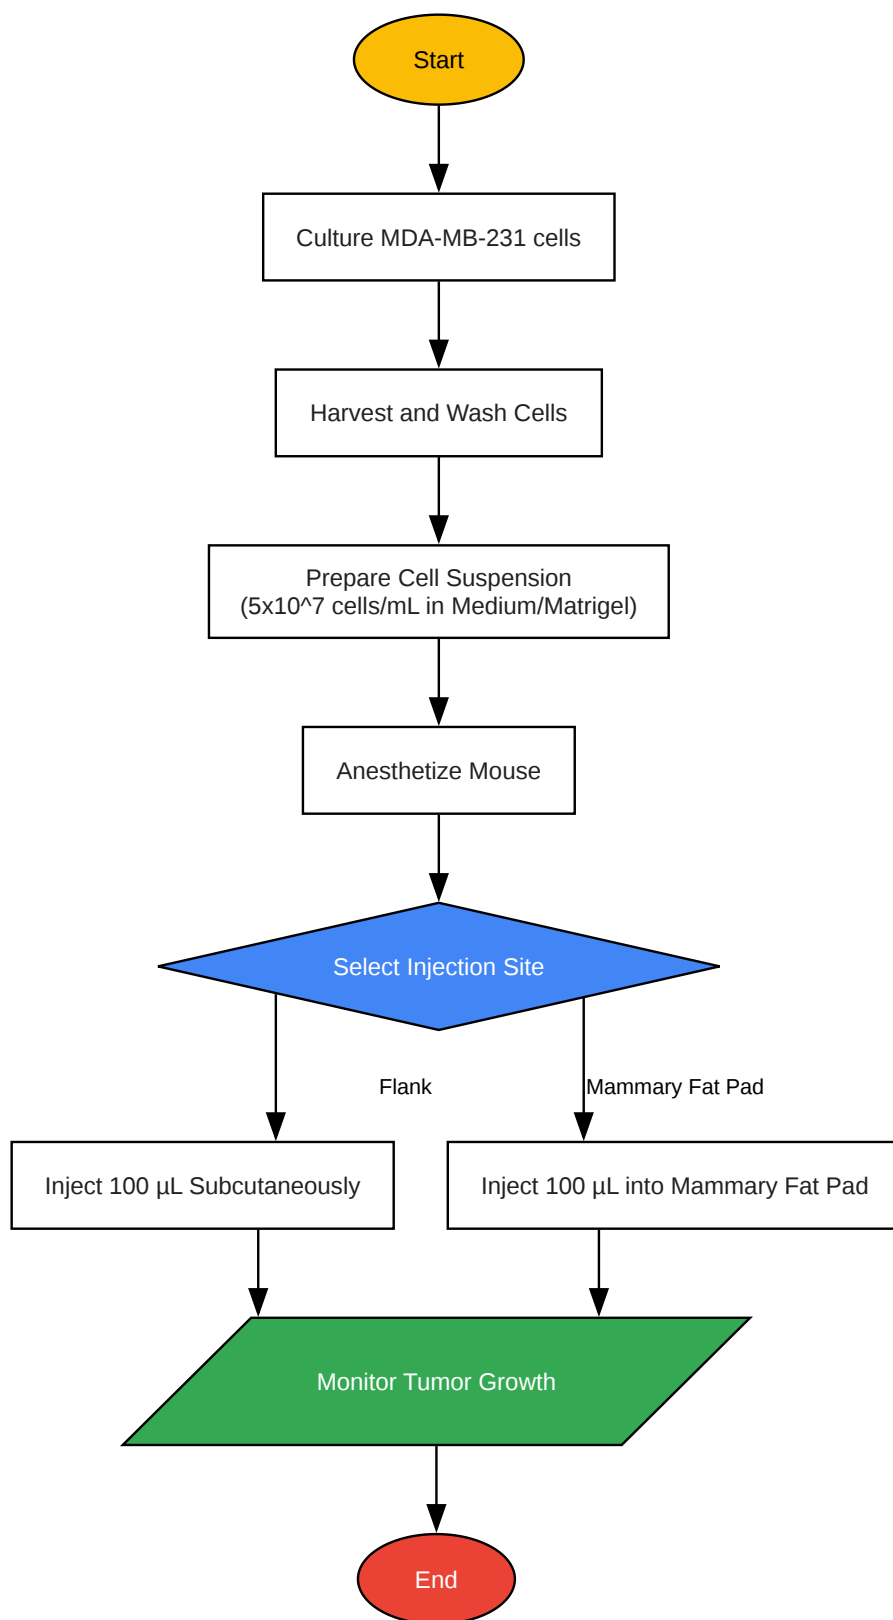 Start
Culture MDA-MB-231 cells
Harvest and Wash Cells
Prepare Cell Suspension
(5x10^7 cells/mL in Medium/Matrigel)
Anesthetize Mouse
Select Injection Site
Flank
Mammary Fat Pad
Inject 100 µL Subcutaneously
Inject 100 µL into Mammary Fat Pad
Monitor Tumor Growth
End